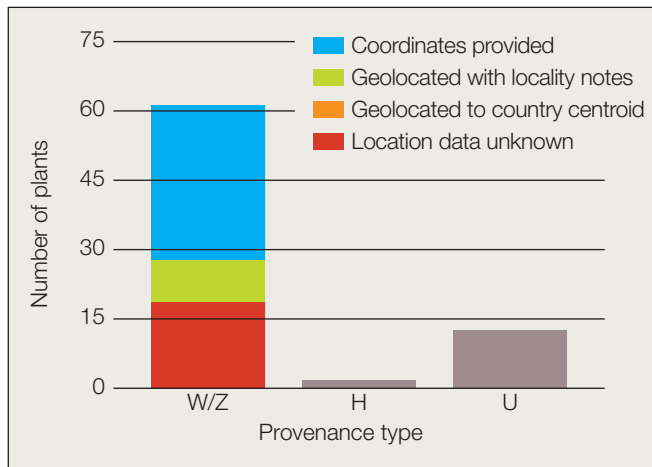 75
60
45
30
15
0
Number of plants
Coordinates provided
Geolocated with locality notes
Geolocated to country centroid
Location data unknown
W/Z H U
Provenance type